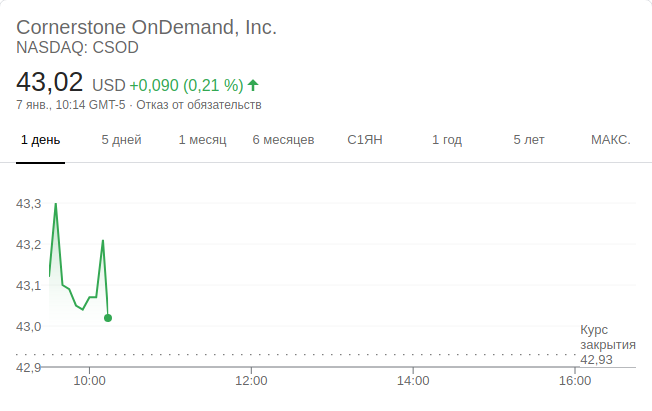 Cornerstone OnDemand, Inc.
NASDAQ: CSOD
43,02 USD +0,090 (0,21 %)
7 янв., 10:14 GMT-5 · Отказ от обязательств
1 день 5 дней 1 месяц 6 месяцев С1ЯН 1 год 5 лет МАКС.
43,3
43,2
43,1
43,0
42,9
Курс
закрытия
42,93
10:00 12:00 14:00 16:00